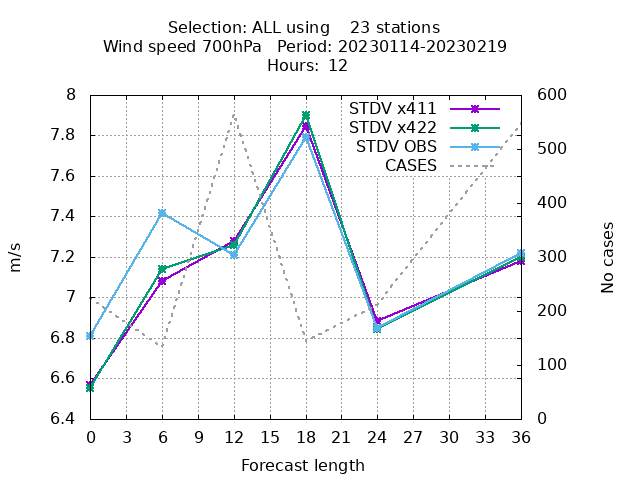 Selection: ALL using    23 stations
Wind speed 700hPa   Period: 20230114-20230219
Hours:  12
STDV x411
STDV x422
STDV OBS
CASES
8
7.8
7.6
7.4
7.2
7
6.8
6.6
6.4
600
500
400
300
200
100
0
m/s
No cases
0 3 6 9 12 15 18 21 24 27 30 33 36
Forecast length